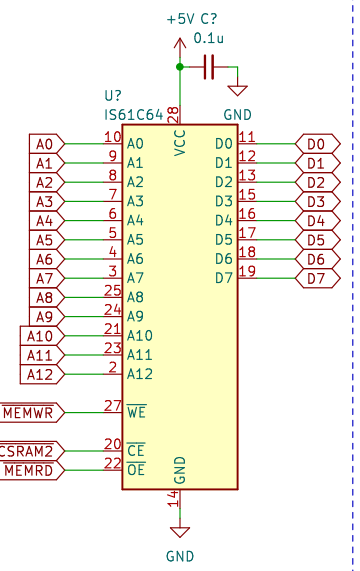 +5V C?
0.1u
U?
IS61C64 GND
28
VCC
A0 10 A0 D0 11 D0
A1 9 A1 D1 12 D1
A2 8 A2 D2 13 D2
A3 7 A3 D3 15 D3
A4 6 A4 D4 16 D4
A5 5 A5 D5 17 D5
A6 4 A6 D6 18 D6
A7 3 A7 D7 19 D7
A8 25 A8
A9 24 A9
A10 21 A10
A11 23 A11
A12 2 A12
MEMWR 27 WE
CSRAM2 20 CE
MEMRD 22 OE
GND
14
GND